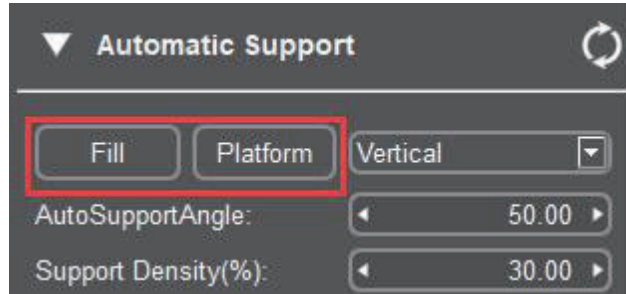 Automatic Support
Fill Platform Vertical
AutoSupportAngle: 50.00
Support Density(%): 30.00